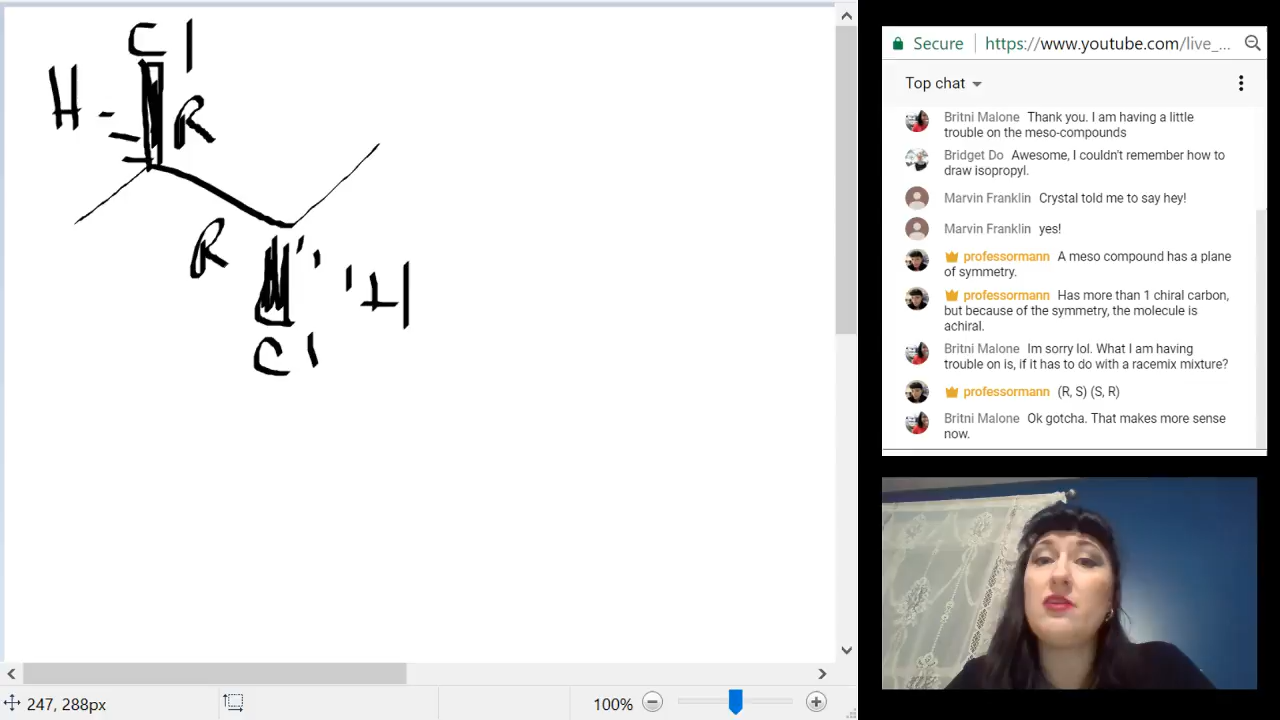 Cl
H
R
R
H
Cl
247, 288px
100%
Secure https://www.youtube.com/live_...
Top chat
Britni Malone Thank you. I am having a little
trouble on the meso-compounds
Bridget Do Awesome, I couldn't remember how to
draw isopropyl.
Marvin Franklin Crystal told me to say hey!
Marvin Franklin yes!
professormann A meso compound has a plane
of symmetry.
professormann Has more than 1 chiral carbon,
but because of the symmetry, the molecule is
achiral.
Britni Malone Im sorry lol. What I am having
trouble on is, if it has to do with a racemix mixture?
professormann (R, S) (S, R)
Britni Malone Ok gotcha. That makes more sense
now.